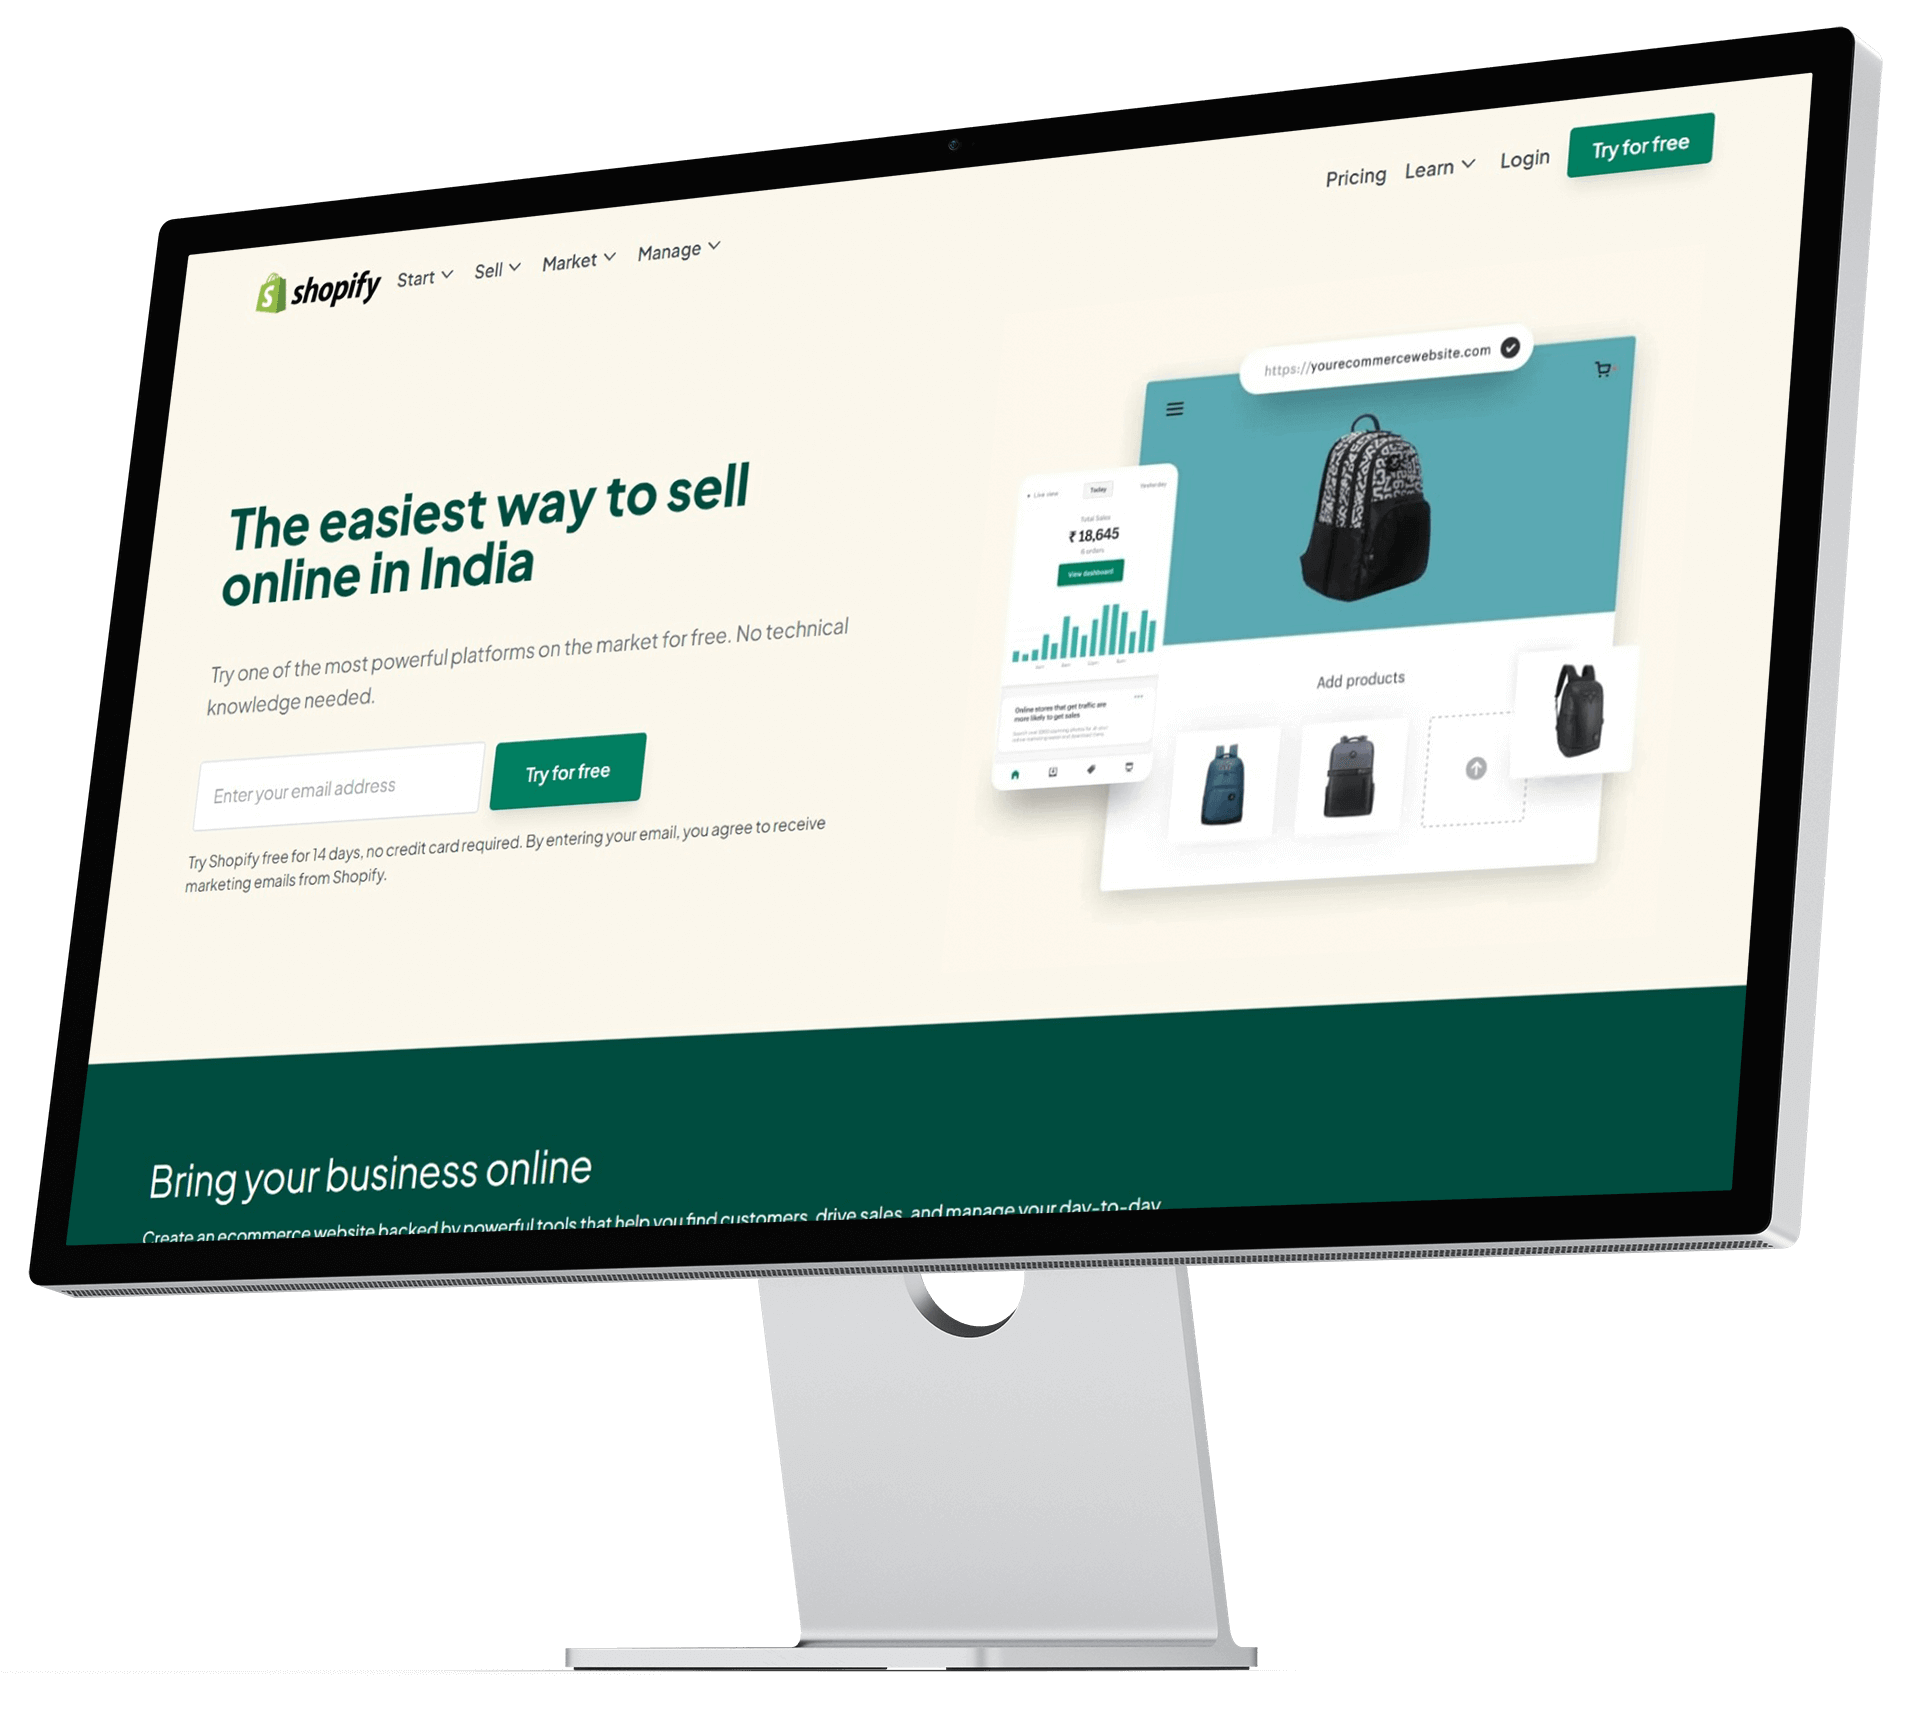 shopify
Start
Sell
Market
Manage
Pricing
Learn
Login
Try for free
The easiest way to sell
online in India
Try one of the most powerful platforms on the market for free. No technical
knowledge needed.
Enter your email address
Try for free
Try Shopify free for 14 days, no credit card required. By entering your email, you agree to receive
marketing emails from Shopify.
https://yourecommercewebsite.com
Live view
Today
Yesterday
Total Sales
₹ 18,645
6 orders
View dashboard
Online stores that get traffic are
more likely to get sales
Add products
Bring your business online
Create an ecommerce website backed by powerful tools that help you find customers, drive sales, and manage your day-to-day